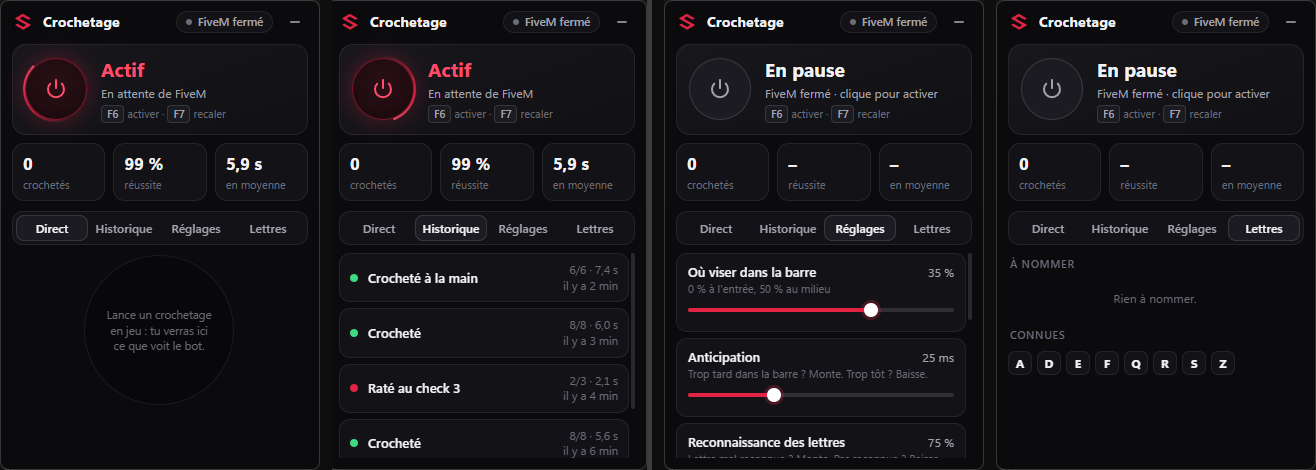 Crochetage
FiveM fermé
Actif
En attente de FiveM
F6 activer · F7 recaler
0
crochetés
99 %
réussite
5,9 s
en moyenne
Direct Historique Réglages Lettres
Lance un crochetage
en jeu : tu verras ici
ce que voit le bot.
Crochetage
FiveM fermé
Actif
En attente de FiveM
F6 activer · F7 recaler
0
crochetés
99 %
réussite
5,9 s
en moyenne
Direct Historique Réglages Lettres
Crocheté à la main
6/6 · 7,4 s
il y a 2 min
Crocheté
8/8 · 6,0 s
il y a 3 min
Raté au check 3
2/3 · 2,1 s
il y a 4 min
Crocheté
8/8 · 5,6 s
il y a 6 min
Crochetage
FiveM fermé
En pause
FiveM fermé · clique pour activer
F6 activer · F7 recaler
0
crochetés
–
réussite
–
en moyenne
Direct Historique Réglages Lettres
Où viser dans la barre
35 %
0 % à l'entrée, 50 % au milieu
Anticipation
25 ms
Trop tard dans la barre ? Monte. Trop tôt ? Baisse.
Reconnaissance des lettres
75 %
Lettre mal reconnue ? Monte. Pas reconnue ? Baisse.
Crochetage
FiveM fermé
En pause
FiveM fermé · clique pour activer
F6 activer · F7 recaler
0
crochetés
–
réussite
–
en moyenne
Direct Historique Réglages Lettres
À NOMMER
Rien à nommer.
CONNUES
A D E F Q R S Z